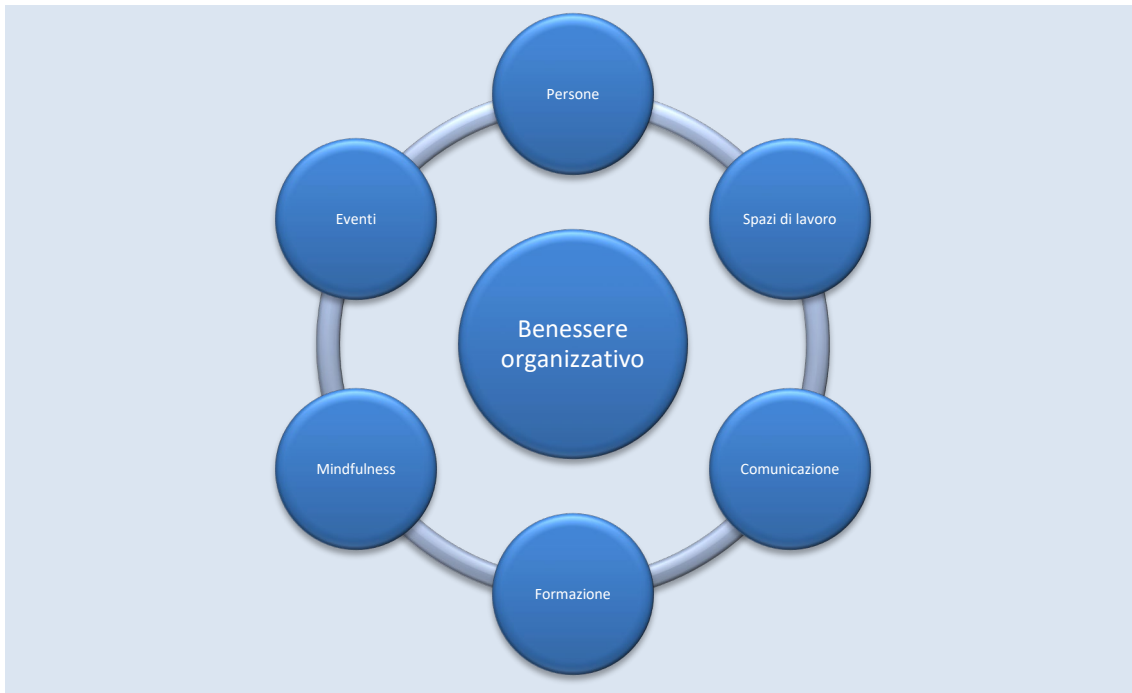 Persone
Eventi
Spazi di lavoro
Benessere
organizzativo
Mindfulness
Comunicazione
Formazione